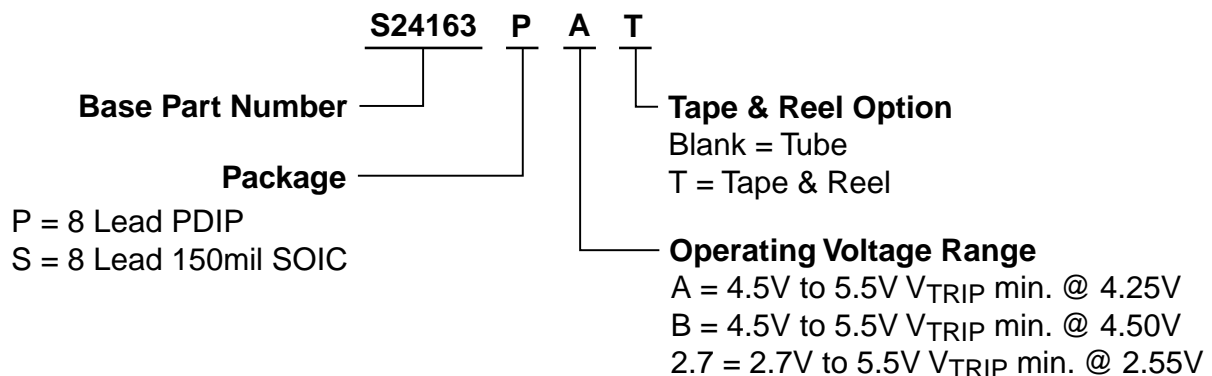 S24163 P A T
Base Part Number
Package
P = 8 Lead PDIP
S = 8 Lead 150mil SOIC
Tape & Reel Option
Blank = Tube
T = Tape & Reel
Operating Voltage Range
A = 4.5V to 5.5V VTRIP min. @ 4.25V
B = 4.5V to 5.5V VTRIP min. @ 4.50V
2.7 = 2.7V to 5.5V VTRIP min. @ 2.55V